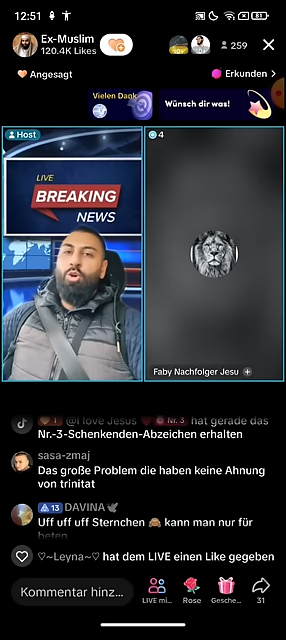 12:51
81
Ex-Muslim
120.4K Likes
259
Angesagt
Erkunden >
Vielen Dank
Wünsch dir was!
Host
4
LIVE
BREAKING
NEWS
Faby Nachfolger Jesu +
@I love Jesus Nr. 3 hat gerade das
Nr.-3-Schenkenden-Abzeichen erhalten
sasa-zmaj
Das große Problem die haben keine Ahnung
von trinitat
13 DAVINA🕊
Uff uff uff Sternchen 🙈 kann man nur für
beten
♡~Leyna~♡ hat dem LIVE einen Like gegeben
Kommentar hinz...
LIVE mi...
Rose
Gesche...
31